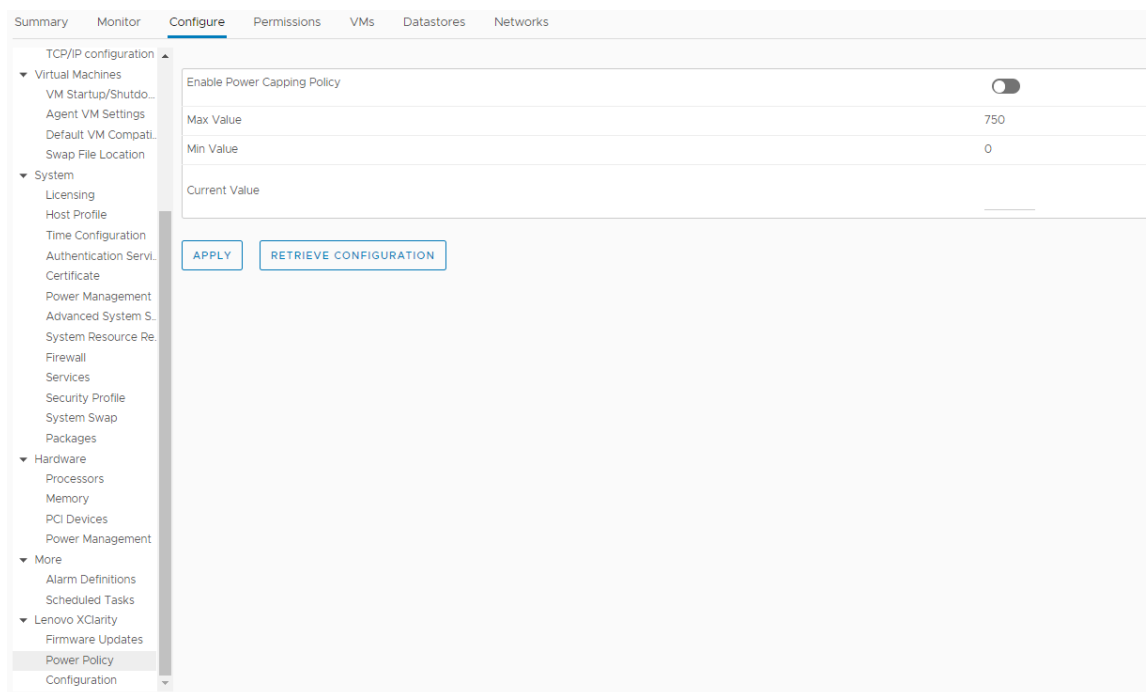 Summary Monitor Configure Permissions VMs Datastores Networks
TCP/IP configuration
Virtual Machines
VM Startup/Shutdo...
Agent VM Settings
Default VM Compati..
Swap File Location
System
Licensing
Host Profile
Time Configuration
Authentication Servi..
Certificate
Power Management
Advanced System S..
System Resource Re.
Firewall
Services
Security Profile
System Swap
Packages
Hardware
Processors
Memory
PCI Devices
Power Management
More
Alarm Definitions
Scheduled Tasks
Lenovo XClarity
Firmware Updates
Power Policy
Configuration
Enable Power Capping Policy
Max Value 750
Min Value 0
Current Value
APPLY RETRIEVE CONFIGURATION